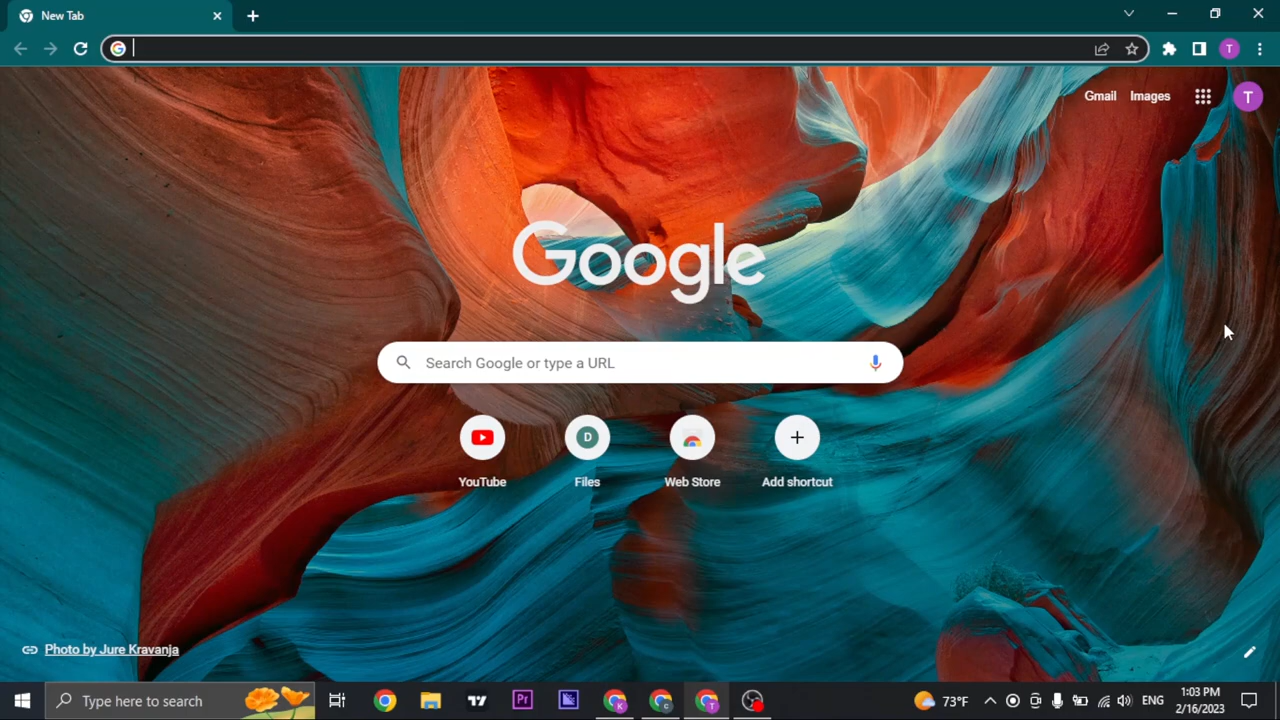 New Tab
Gmail Images
T
T
Google
Search Google or type a URL
D
YouTube Files Web Store Add shortcut
Photo by Jure Kravanja
Type here to search
Pr
K
C
T
73°F
ENG
1:03 PM
2/16/2023